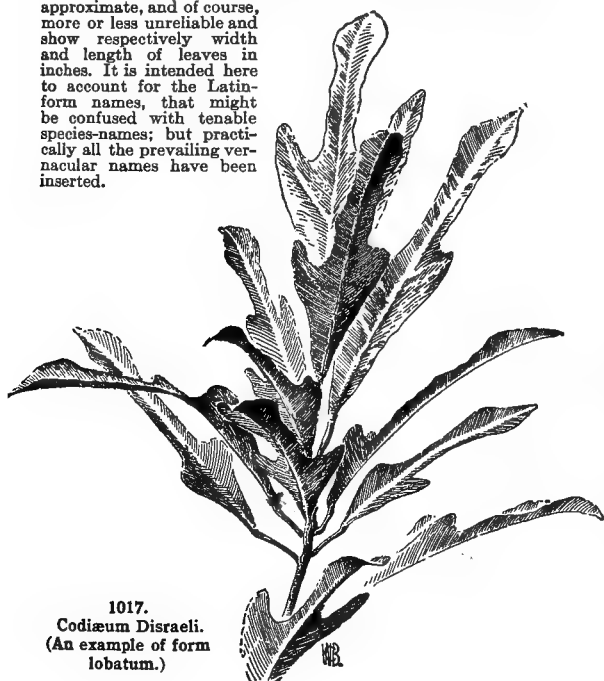 approximate, and of course,
more or less unreliable and
show respectively width
and length of leaves in
inches. It is intended here
to account for the Latin-
form names, that might
be confused with tenable
species-names; but practi-
cally all the prevailing ver-
nacular names have been
inserted.
1017.
Codiæum Disraeli.
(An example of form
lobatum.)